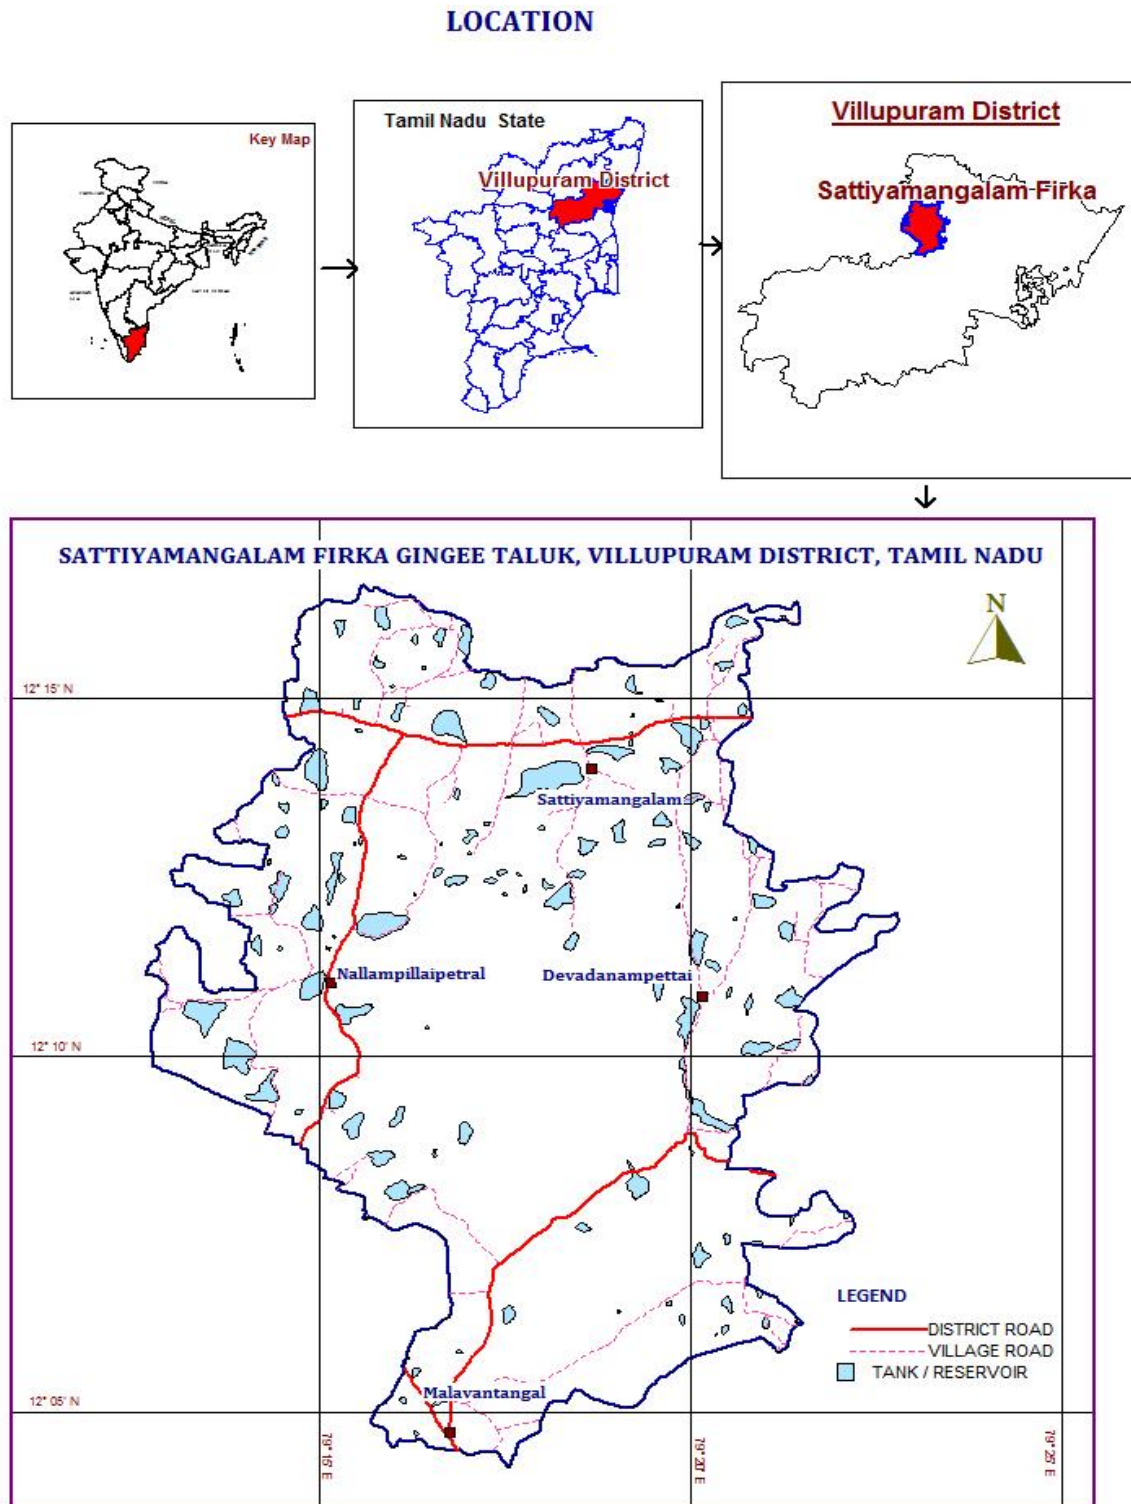 LOCATION
Key Map
Tamil Nadu State
Villupuram District
Villupuram District
Sattiyamangalam Firka
SATTIYAMANGALAM FIRKA GINGEE TALUK, VILLUPURAM DISTRICT, TAMIL NADU
N
12° 15' N
Sattiyamangalam
Nallampillaipetral
Devadanampettai
12° 10' N
LEGEND
DISTRICT ROAD
VILLAGE ROAD
TANK / RESERVOIR
Malavantangal
12° 05' N
79° 15' E
79° 20' E
79° 25' E